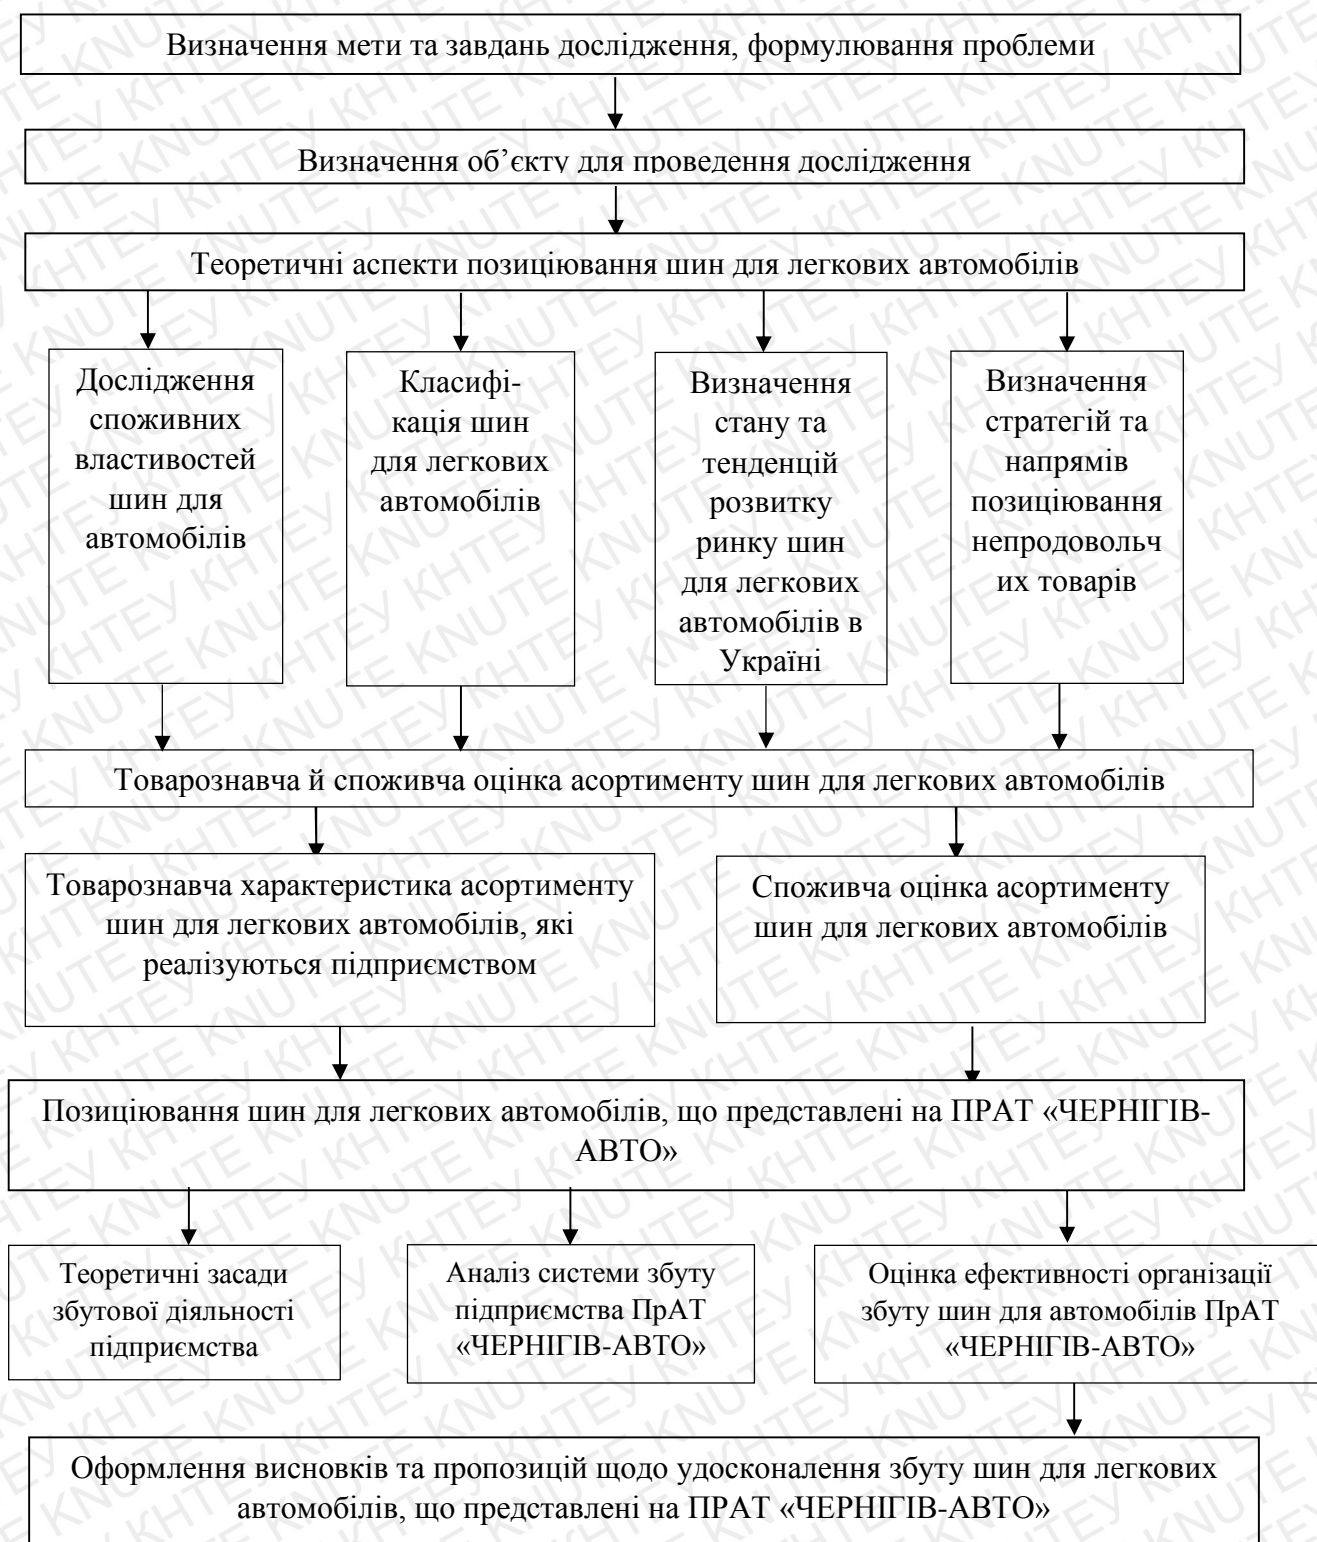 Визначення мети та завдань дослідження, формулювання проблеми
Визначення об’єкту для проведення дослідження
Теоретичні аспекти позиціювання шин для легкових автомобілів
Дослідження
споживних
властивостей
шин для
автомобілів
Класифі-
кація шин
для легкових
автомобілів
Визначення
стану та
тенденцій
розвитку
ринку шин
для легкових
автомобілів в
Україні
Визначення
стратегій та
напрямів
позиціювання
непродовольч
их товарів
Товарознавча й споживча оцінка асортименту шин для легкових автомобілів
Товарознавча характеристика асортименту
шин для легкових автомобілів, які
реалізуються підприємством
Споживча оцінка асортименту
шин для легкових автомобілів
Позиціювання шин для легкових автомобілів, що представлені на ПРАТ «ЧЕРНІГІВ-
АВТО»
Теоретичні засади
збутової діяльності
підприємства
Аналіз системи збуту
підприємства ПрАТ
«ЧЕРНІГІВ-АВТО»
Оцінка ефективності організації
збуту шин для автомобілів ПрАТ
«ЧЕРНІГІВ-АВТО»
Оформлення висновків та пропозицій щодо удосконалення збуту шин для легкових
автомобілів, що представлені на ПРАТ «ЧЕРНІГІВ-АВТО»